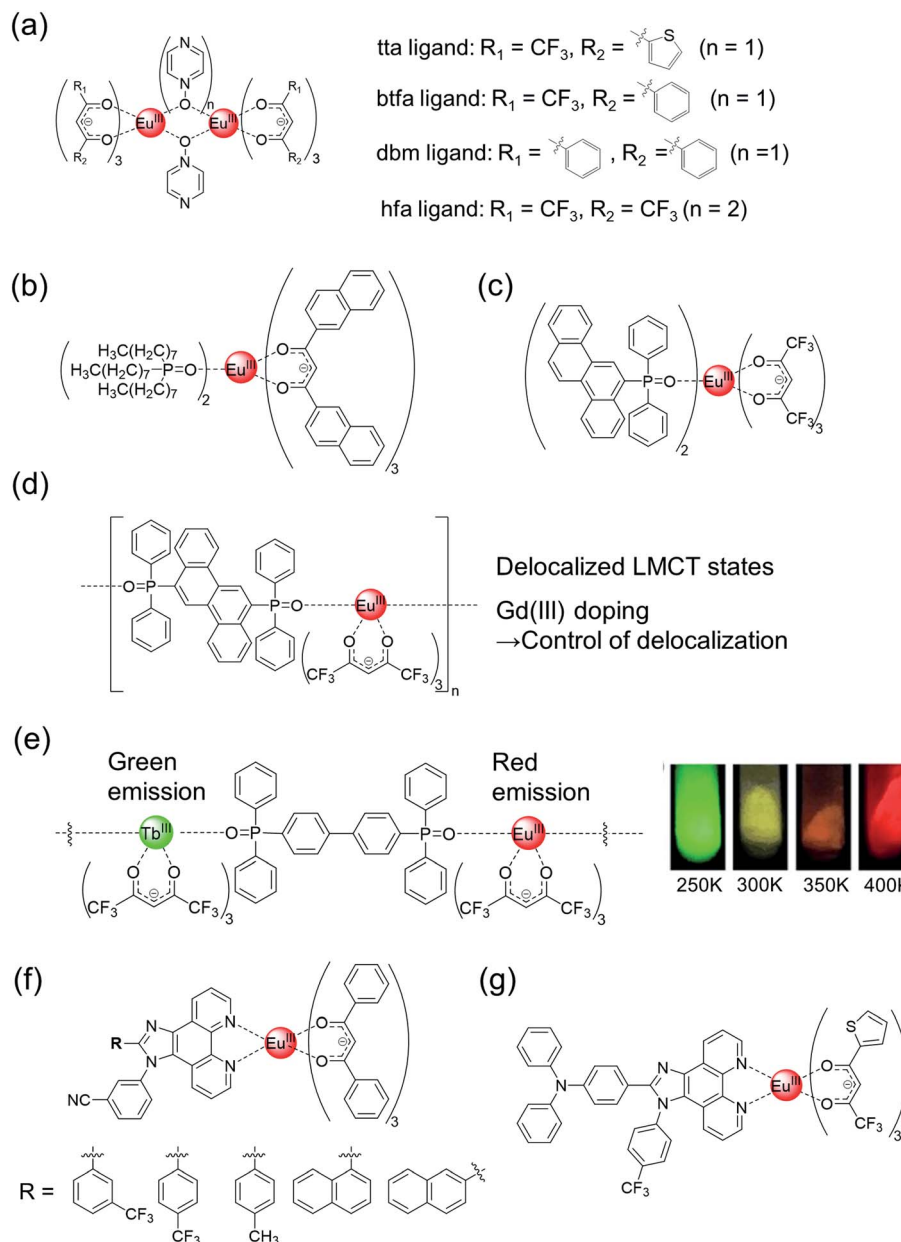 (a)
N
N
R1 O O R1
EuIII n EuIII
R2 O O R2
3 3
N
N
tta ligand: R1 = CF3, R2 = S (n = 1)
btfa ligand: R1 = CF3, R2 = (n = 1)
dbm ligand: R1 = , R2 = (n =1)
hfa ligand: R1 = CF3, R2 = CF3 (n = 2)
(b)
H3C(H2C)7
H3C(H2C)7-P=O
H3C(H2C)7
2
EuIII
O
O
3
(c)
P=O
2
EuIII
O
O
CF3
CF3
3
(d)
O=P
P=O
EuIII
O O
CF3 CF3
3
n
Delocalized LMCT states
Gd(III) doping
→Control of delocalization
(e)
Green
emission
Red
emission
TbIII
O=P
P=O
EuIII
O O
CF3 CF3
3
O O
CF3 CF3
3
250K 300K 350K 400K
(f)
R
N
N
N
N
NC
EuIII
O
O
3
R =
CF3
CF3
CH3
(g)
N
N
N
N
N
CF3
EuIII
S
O
O
CF3
3